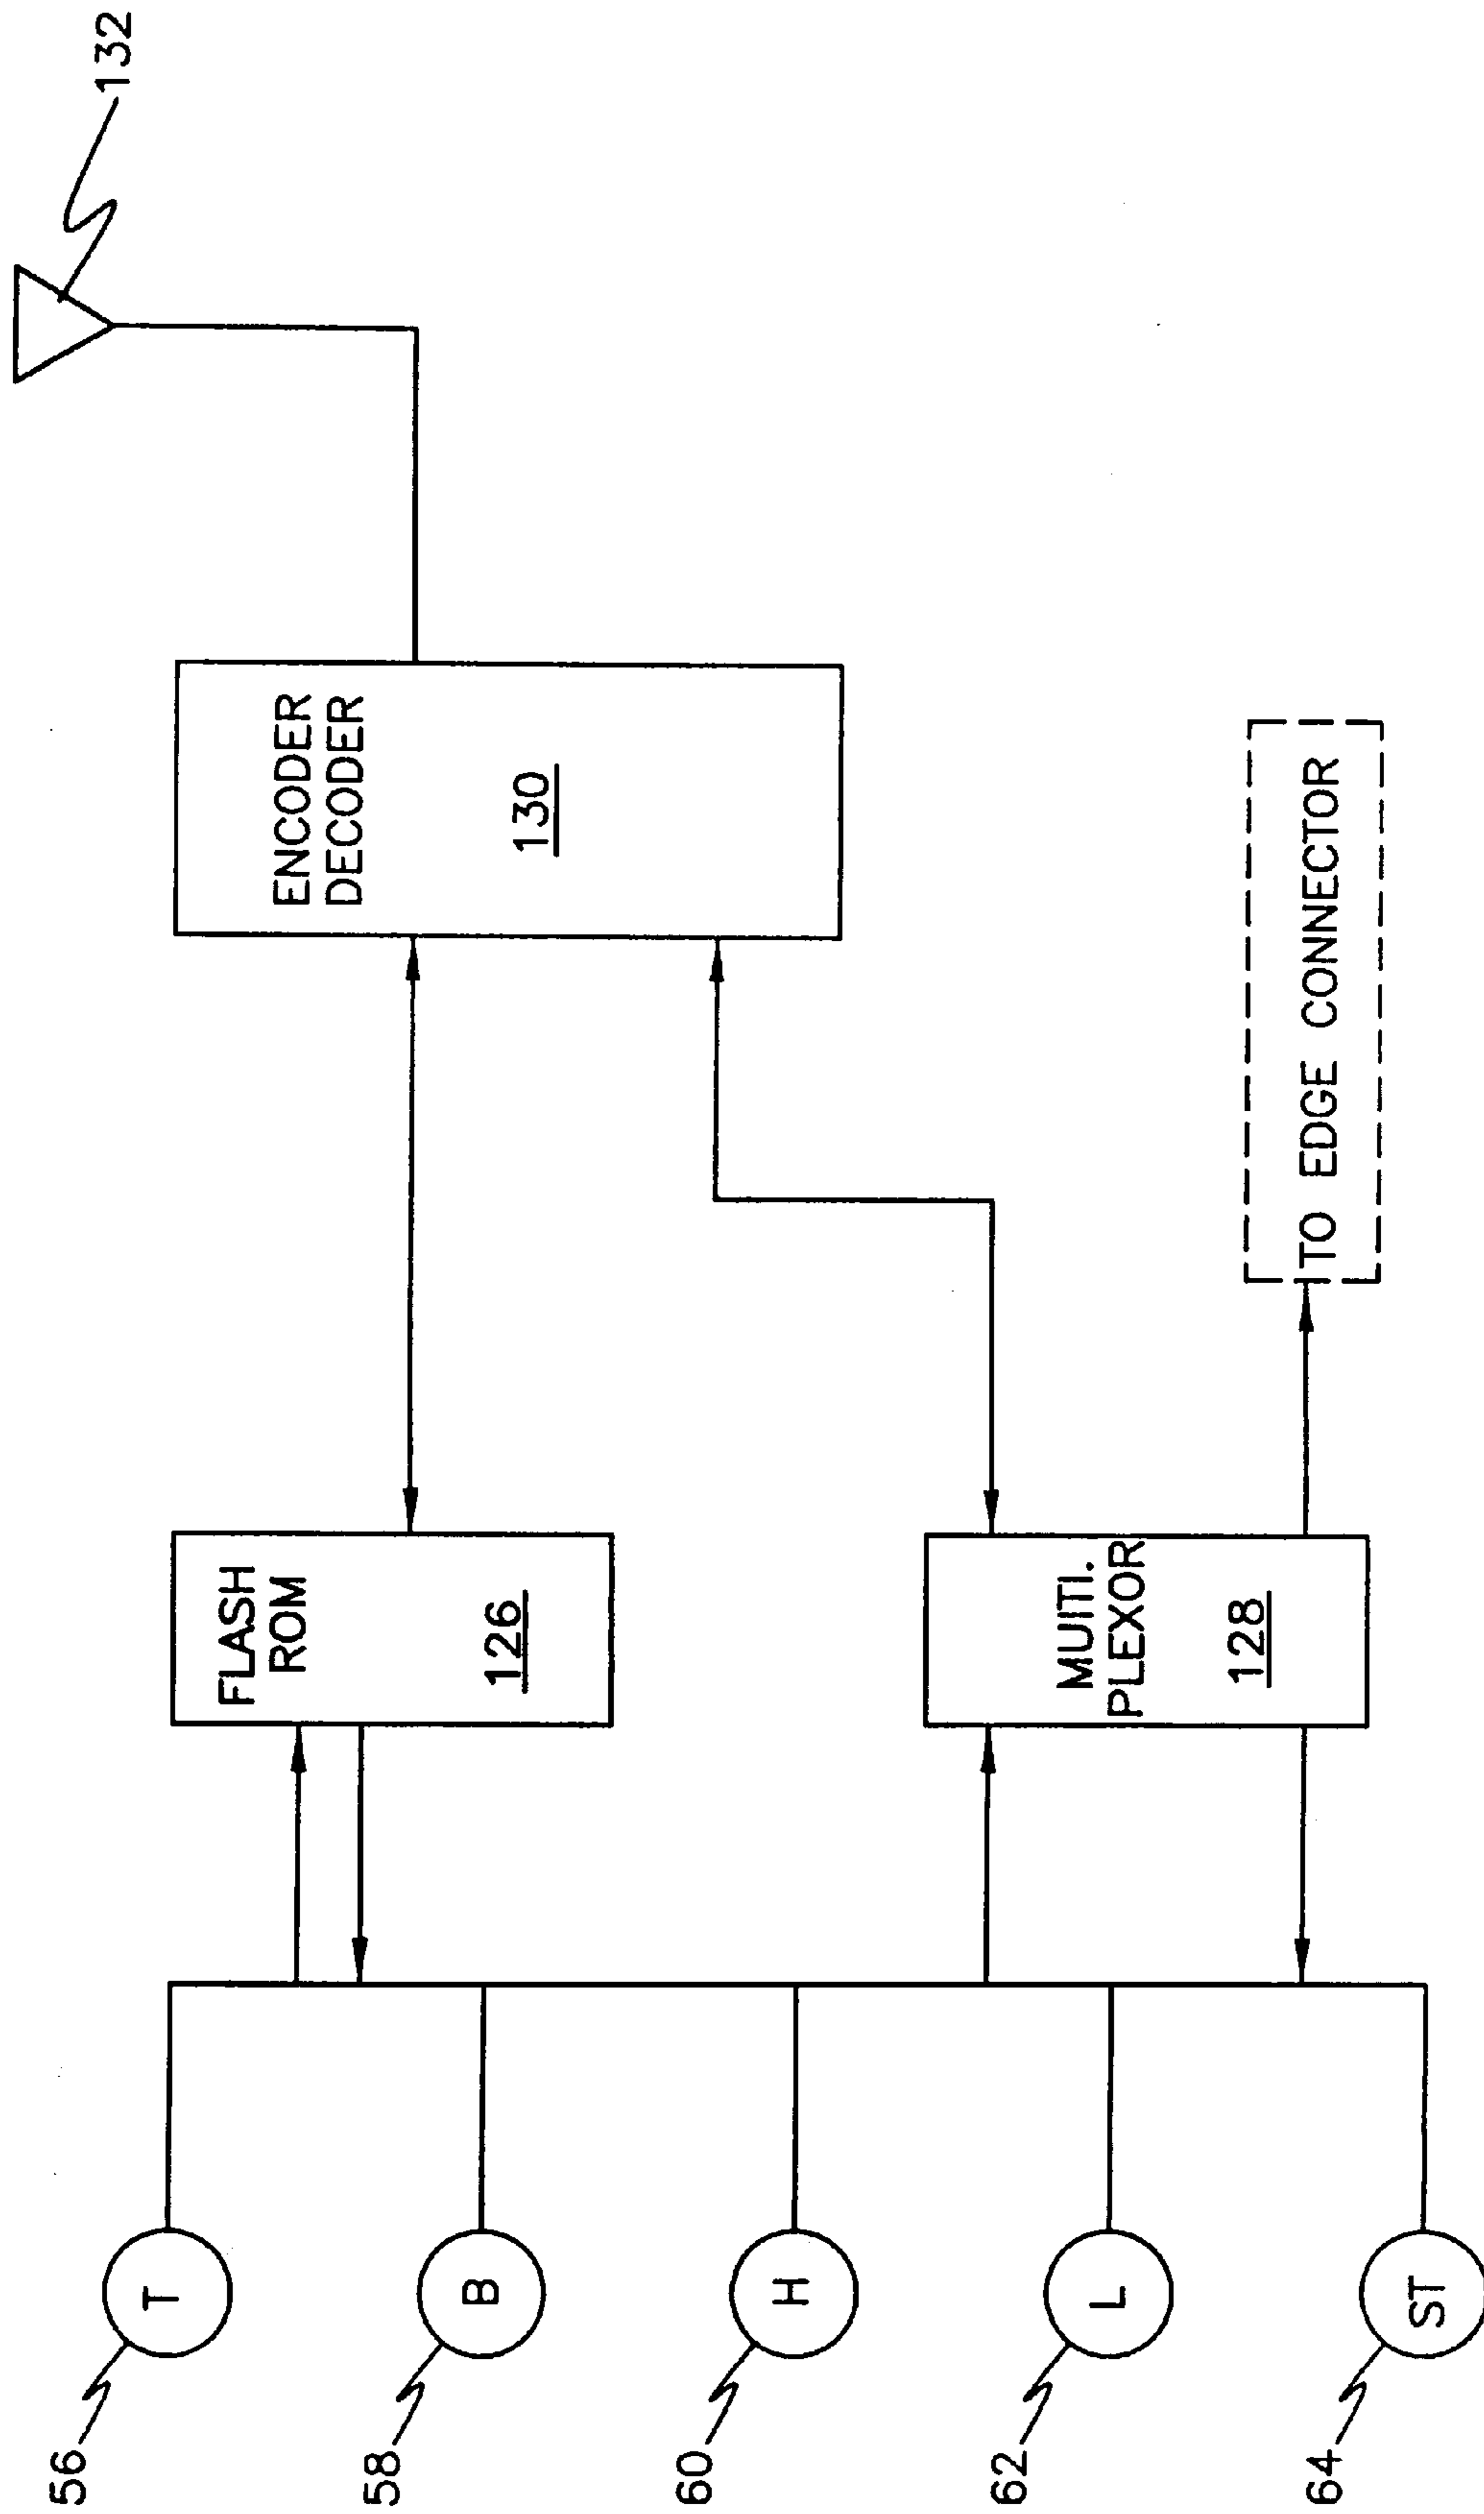 132
ENCODER
DECODER
130
TO EDGE CONNECTOR
FLASH
ROM
126
MUITI.
PLEXOR
128
T
B
H
L
ST
56
58
60
62
64